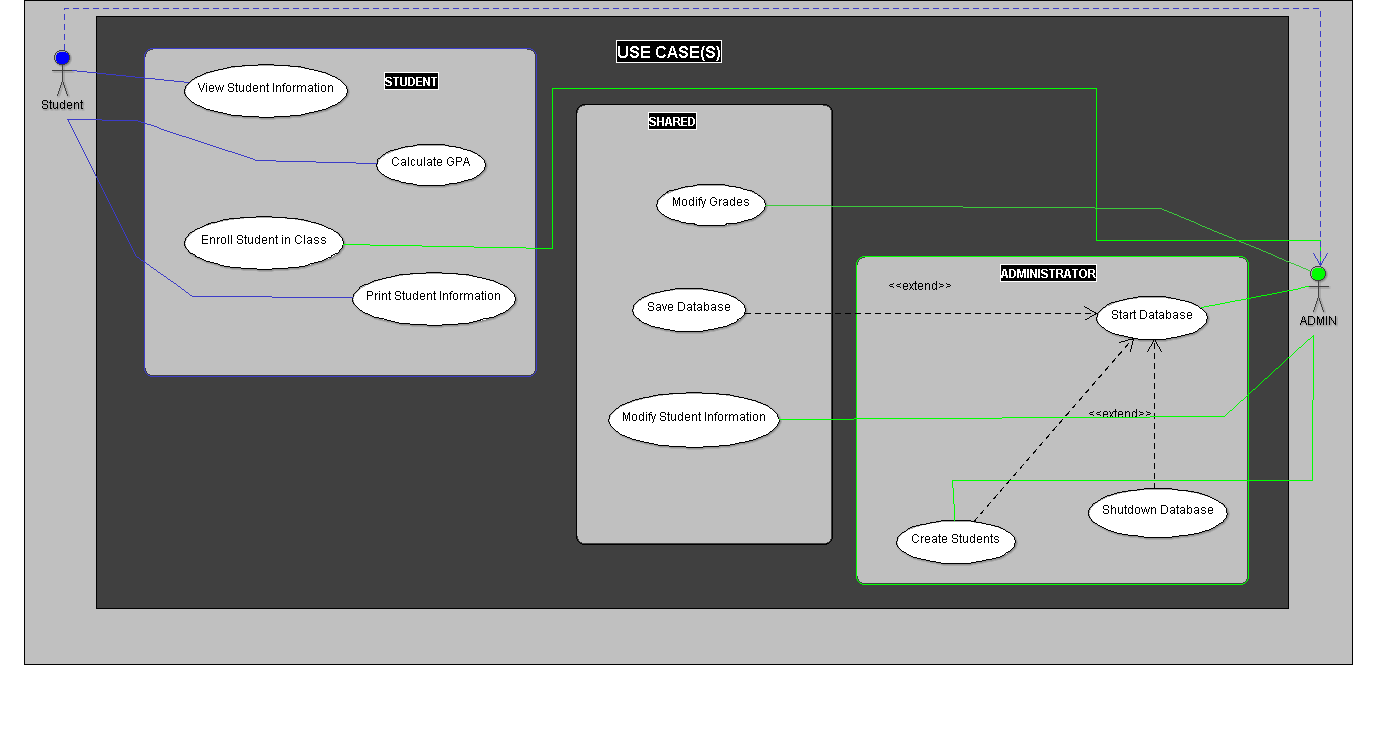 USE CASE(S)
STUDENT
View Student Information
Student
SHARED
Calculate GPA
Modify Grades
Enroll Student in Class
ADMINISTRATOR
<<extend>>
Print Student Information
Save Database
Start Database
ADMIN
Modify Student Information
<<extend>>
Shutdown Database
Create Students